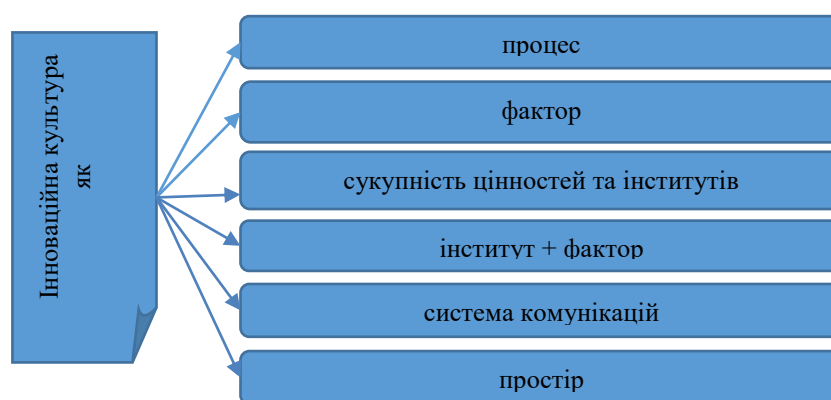 Інноваційна культура
як
процес
фактор
сукупність цінностей та інститутів
інститут + фактор
система комунікацій
простір